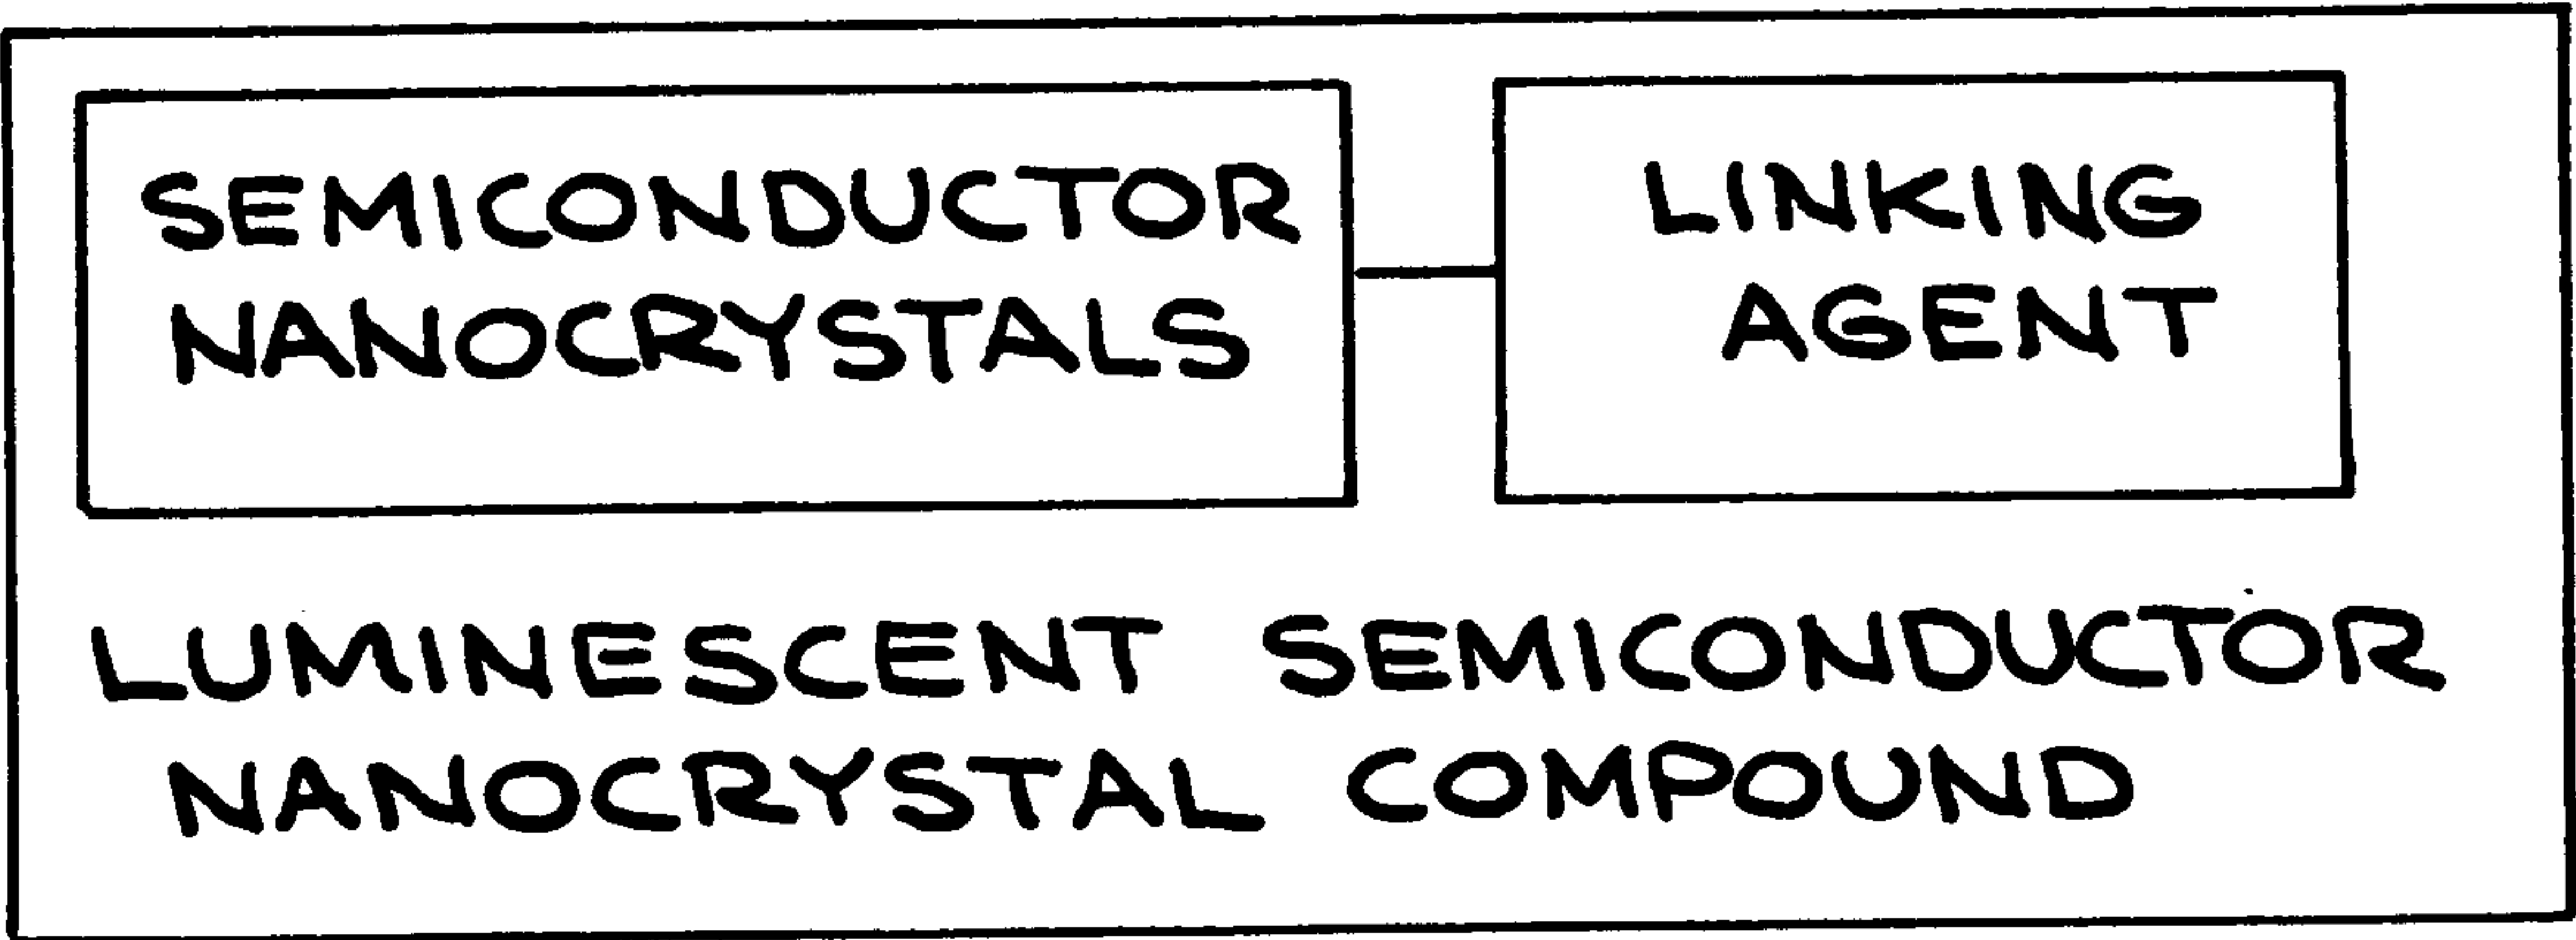 SEMICONDUCTOR
NANOCRYSTALS
LINKING
AGENT
LUMINESCENT SEMICONDUCTOR
NANOCRYSTAL COMPOUND